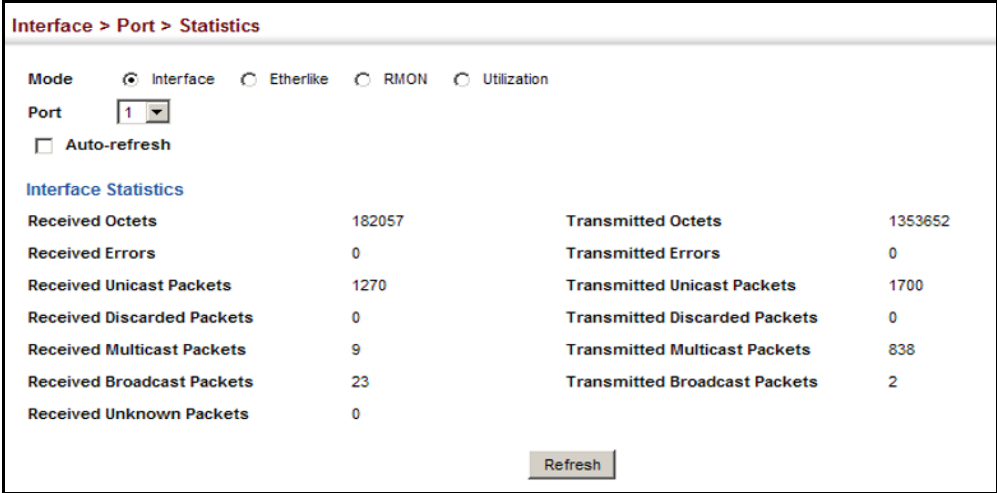 Interface > Port > Statistics
Mode Interface Etherlike RMON Utilization
Port 1
Auto-refresh
Interface Statistics
Received Octets 182057 Transmitted Octets 1353652
Received Errors 0 Transmitted Errors 0
Received Unicast Packets 1270 Transmitted Unicast Packets 1700
Received Discarded Packets 0 Transmitted Discarded Packets 0
Received Multicast Packets 9 Transmitted Multicast Packets 838
Received Broadcast Packets 23 Transmitted Broadcast Packets 2
Received Unknown Packets 0
Refresh